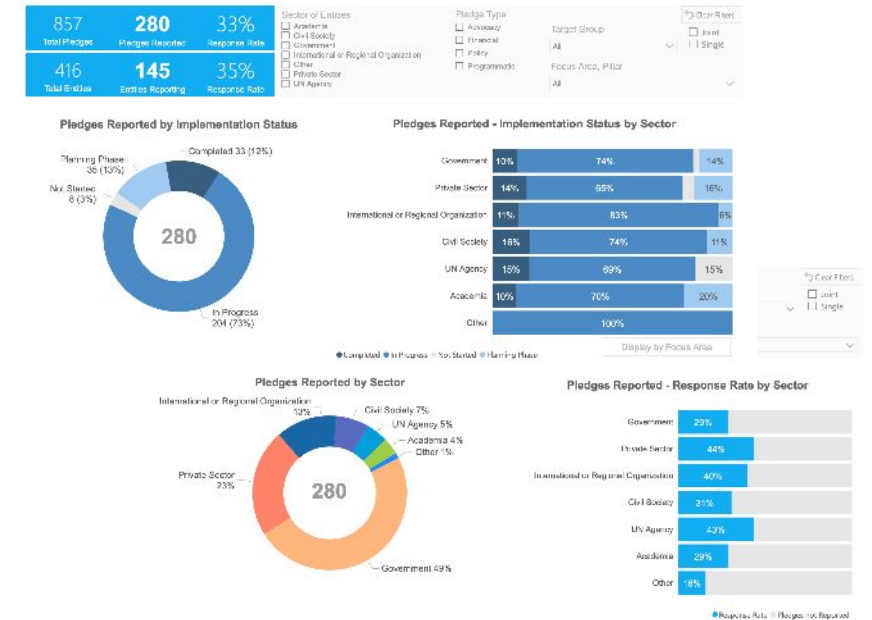 857
Total Pledges
280
Pledges Reported
33%
Response Rate
416
Total Entities
145
Entities Reporting
35%
Response Rate
Sector of Entities
Academia
Civil Society
Government
International or Regional Organization
Other
Private Sector
UN Agency
Pledge Type
Advocacy
Financial
Policy
Programmatic
Target Group
All
Focus Area, Pillar
All
Clear Filters
Joint
Single
Pledges Reported by Implementation Status
Completed 33 (12%)
Planning Phase
35 (13%)
Not Started
8 (3%)
280
In Progress
204 (73%)
Pledges Reported - Implementation Status by Sector
Government 10% 74% 14%
Private Sector 14% 65% 16%
International or Regional Organization 11% 83% 6%
Civil Society 16% 74% 11%
UN Agency 15% 69% 15%
Academia 10% 70% 20%
Other 100%
Display by Focus Area
Completed In Progress Not Started Planning Phase
Clear Filters
Joint
Single
Pledges Reported by Sector
International or Regional Organization
13%
Civil Society 7%
UN Agency 5%
Academia 4%
Other 1%
Private Sector
23%
280
Government 49%
Pledges Reported - Response Rate by Sector
Government 29%
Private Sector 44%
International or Regional Organization 40%
Civil Society 31%
UN Agency 43%
Academia 29%
Other 16%
Response Rate Pledges not Reported